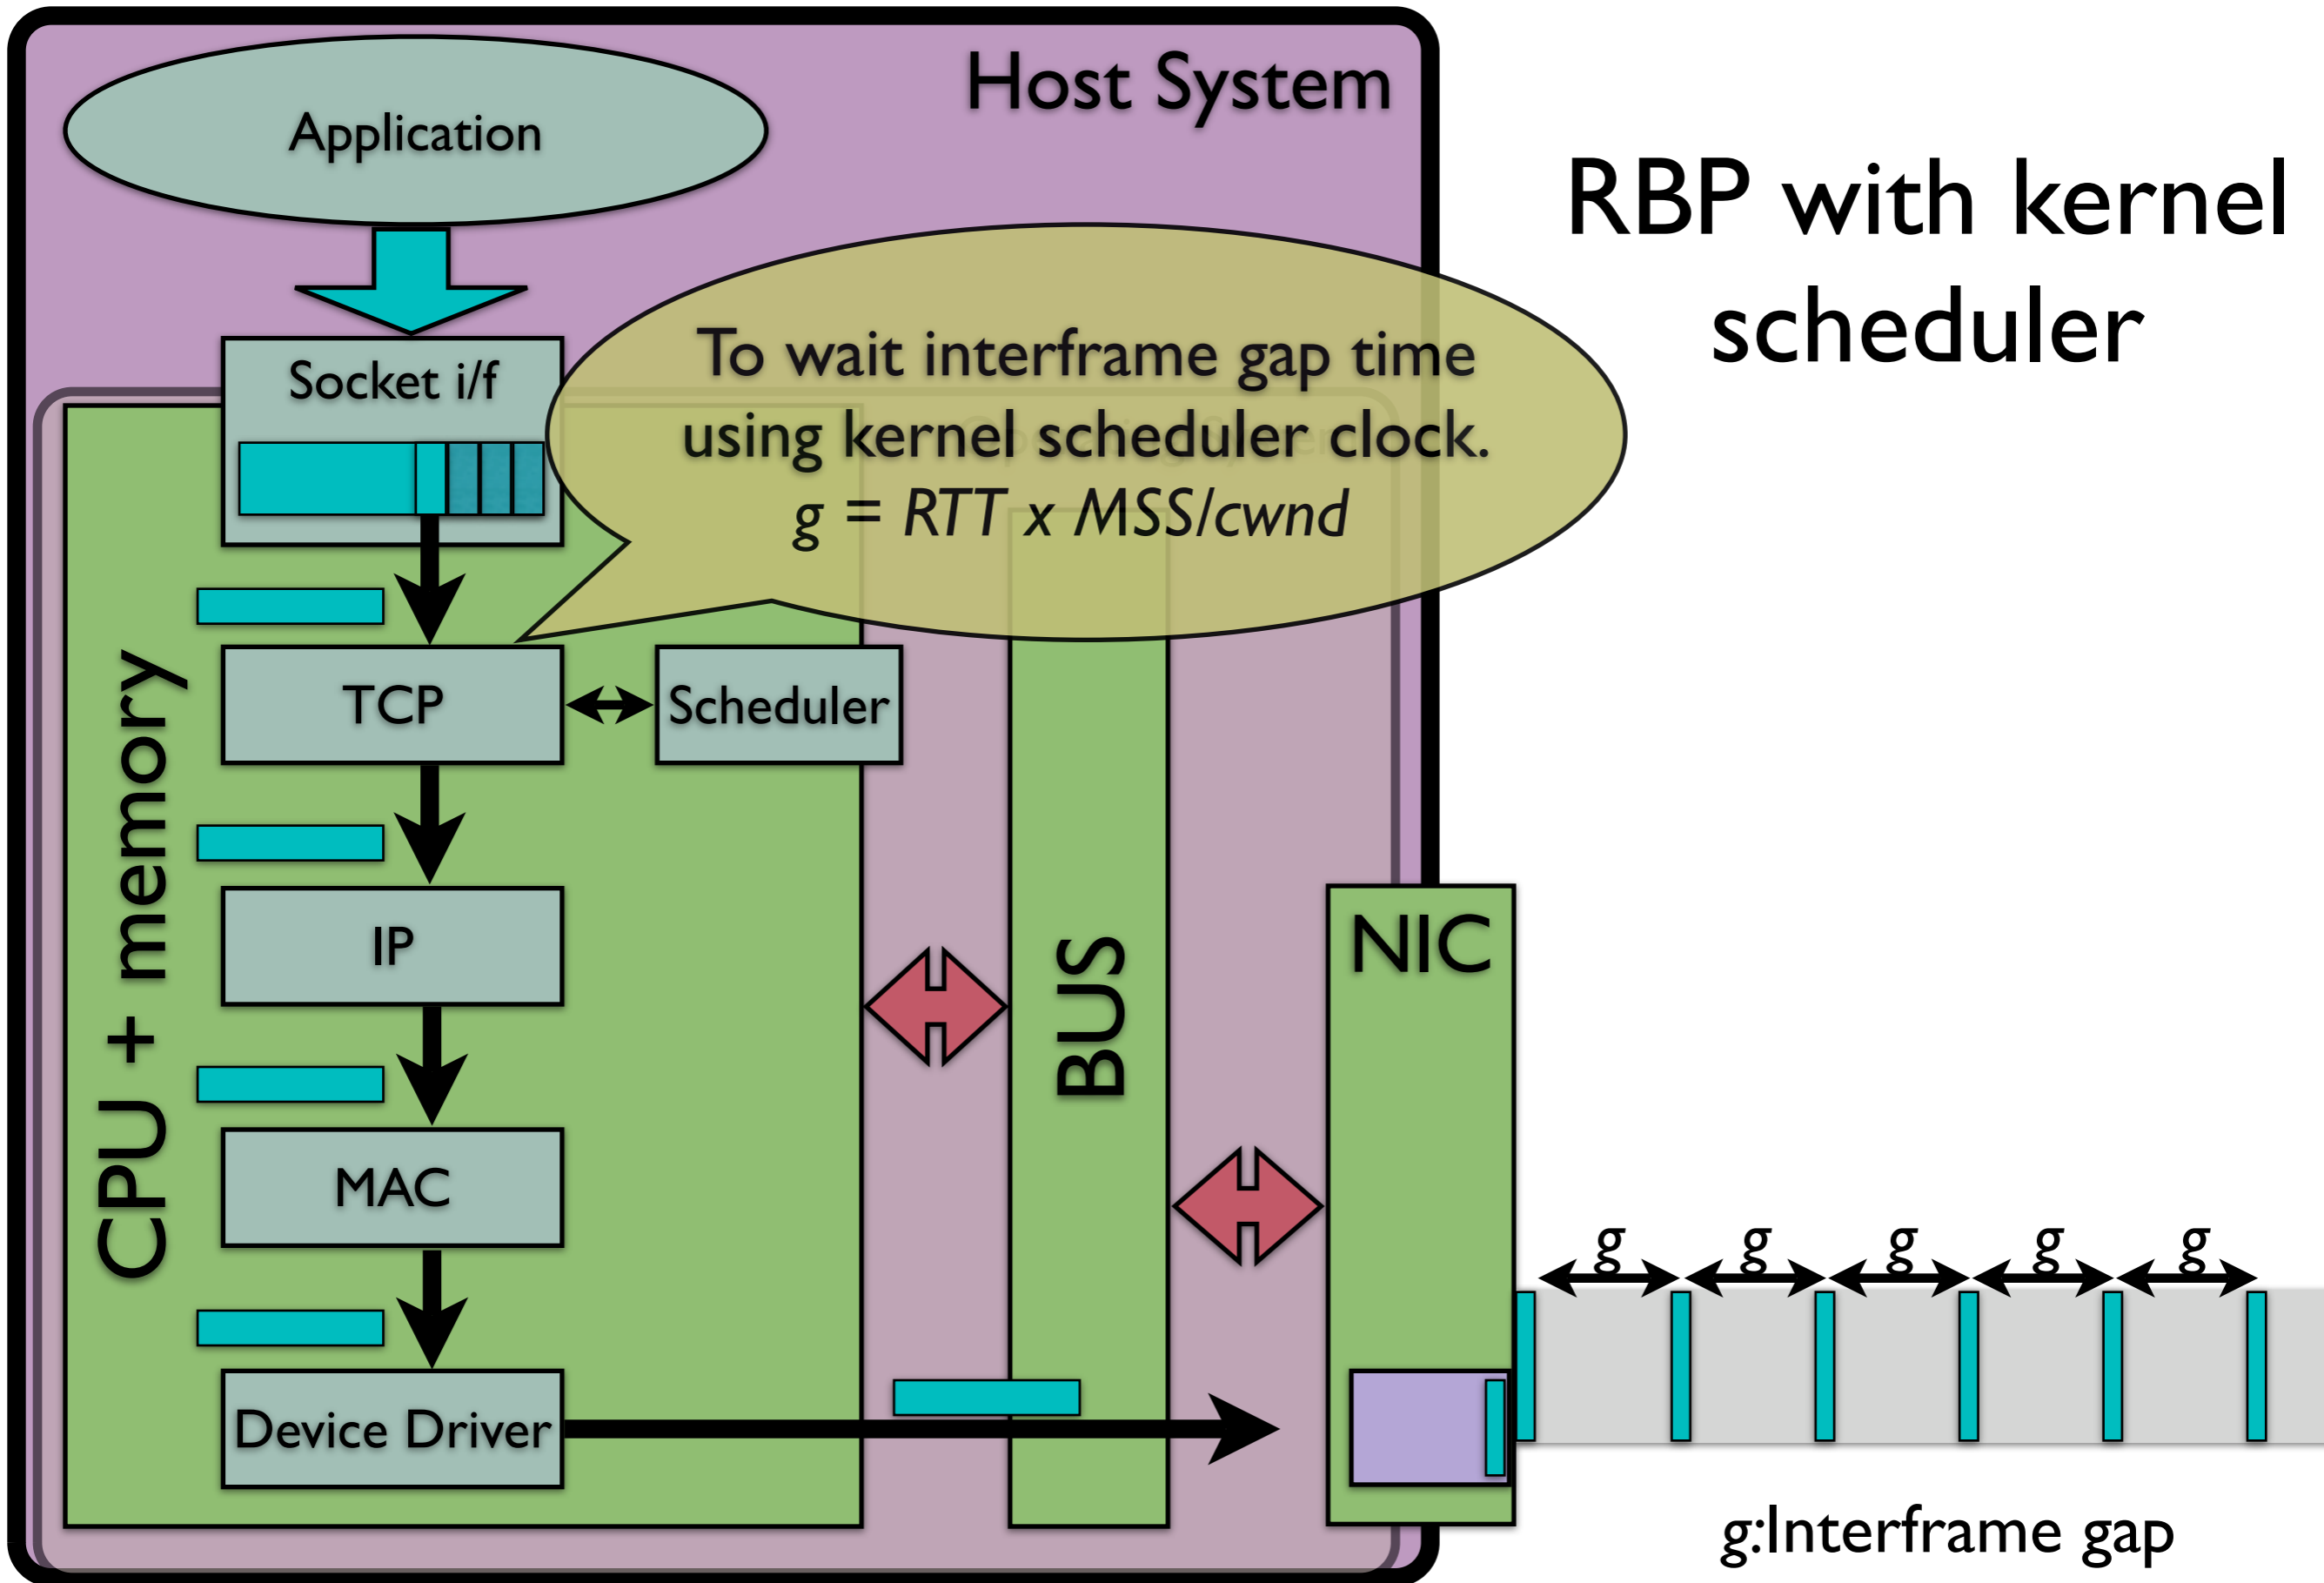 Host System
Application
RBP with kernel
scheduler
Socket i/f
To wait interframe gap time
using kernel scheduler clock.
g = RTT x MSS/cwnd
CPU + memory
TCP
Scheduler
IP
BUS
NIC
MAC
g g g g g
Device Driver
g:Interframe gap